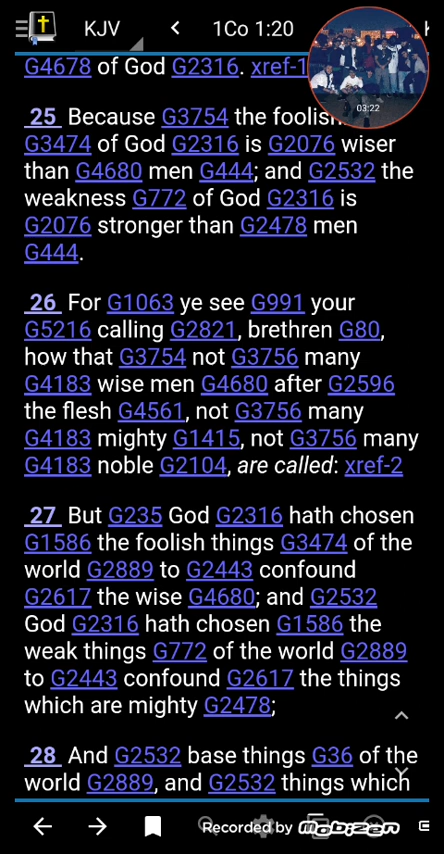 KJV < 1Co 1:20
03:22
G4678 of God G2316. xref-1
25 Because G3754 the
G3474 of God G2316 is G2076 wiser
than G4680 men G444; and G2532 the
weakness G772 of God G2316 is
G2076 stronger than G2478 men
G444.
26 For G1063 ye see G991 your
G5216 calling G2821, brethren G80,
how that G3754 not G3756 many
G4183 wise men G4680 after G2596
the flesh G4561, not G3756 many
G4183 mighty G1415, not G3756 many
G4183 noble G2104, are called: xref-2
27 But G235 God G2316 hath chosen
G1586 the foolish things G3474 of the
world G2889 to G2443 confound
G2617 the wise G4680; and G2532
God G2316 hath chosen G1586 the
weak things G772 of the world G2889
to G2443 confound G2617 the things
which are mighty G2478;
28 And G2532 base things G36 of the
world G2889, and G2532 things which
Recorded by mobizen